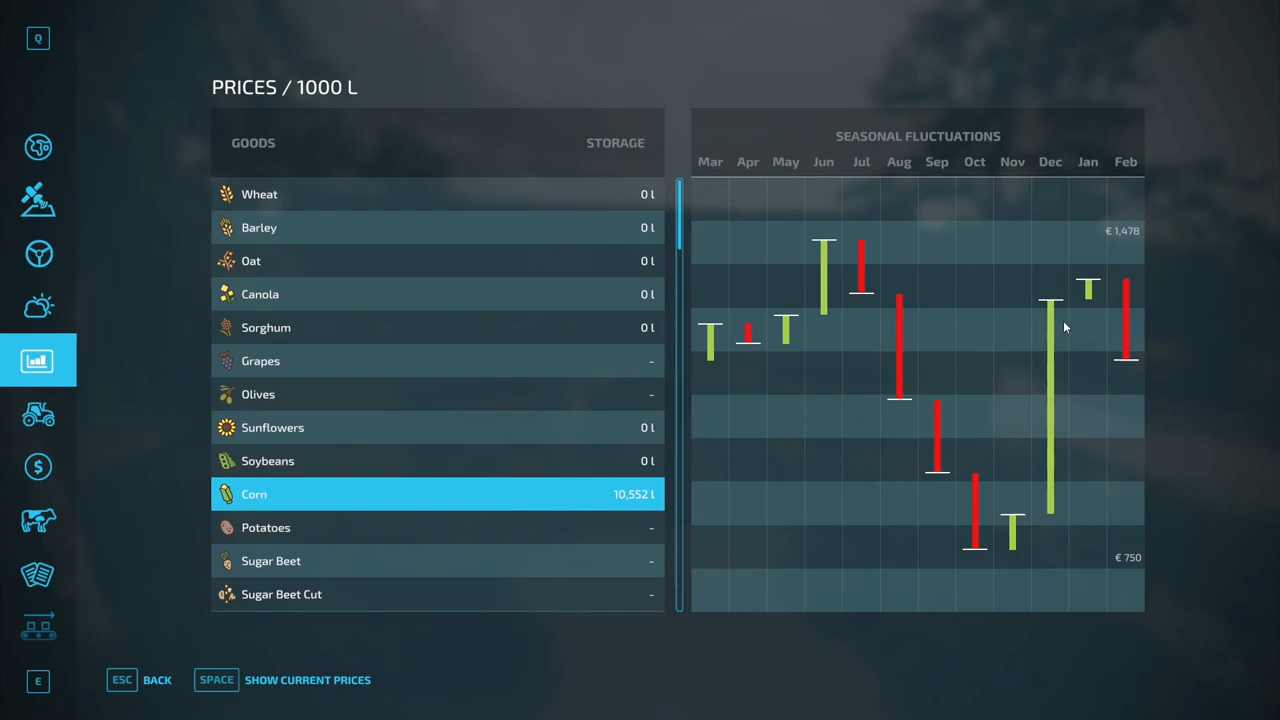 Q
PRICES / 1000 L
GOODS STORAGE
SEASONAL FLUCTUATIONS
Mar Apr May Jun Jul Aug Sep Oct Nov Dec Jan Feb
Wheat 0 l
Barley 0 l
€ 1,478
Oat 0 l
Canola 0 l
Sorghum 0 l
Grapes -
Olives -
Sunflowers 0 l
Soybeans 0 l
Corn 10,552 l
Potatoes -
Sugar Beet -
€ 750
Sugar Beet Cut -
E
ESC BACK SPACE SHOW CURRENT PRICES